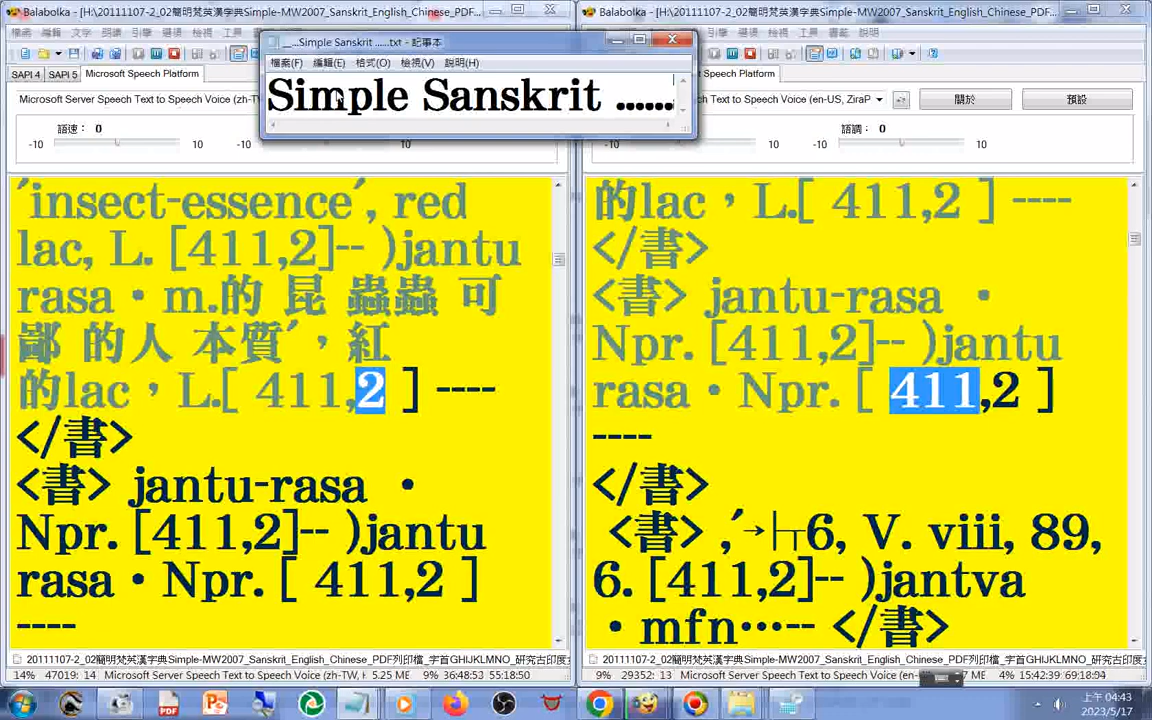 Balabolka - [H:\20111107-2_02簡明梵英漢字典Simple-MW2007_Sanskrit_English_Chinese_PDF...
Balabolka - [H:\20111107-2_02簡明梵英漢字典Simple-MW2007_Sanskrit_English_Chinese_PDF...
__...Simple Sanskrit ......txt - 記事本
檔案(F) 編輯(E) 格式(O) 檢視(V) 說明(H)
Simple Sanskrit ......
SAPI 4 SAPI 5 Microsoft Speech Platform
Speech Platform
Microsoft Server Speech Text to Speech Voice (zh-TW
Microsoft Server Speech Text to Speech Voice (en-US, ZiraP
關於
預設
語速: 0
語調: 0
-10 10 10
-10 10 -10 10
'insect-essence', red
lac, L. [411,2]-- )jantu
rasa・m.的 昆 蟲蟲 可
鄙 的人 本質'，紅
的lac，L.[ 411,2 ] ----
</書>
<書> jantu-rasa ・
Npr. [411,2]-- )jantu
rasa・Npr. [ 411,2 ]
----
的lac，L.[ 411,2 ] ----
</書>
<書> jantu-rasa ・
Npr. [411,2]-- )jantu
rasa・Npr. [ 411,2 ]
----
</書>
<書> ,'→├┬6, V. viii, 89,
6. [411,2]-- )jantva
・mfn…-- </書>
20111107-2_02簡明梵英漢字典Simple-MW2007_Sanskrit_English_Chinese_PDF列印檔_字首GHIJKLMNO_研究古印度
20111107-2_02簡明梵英漢字典Simple-MW2007_Sanskrit_English_Chinese_PDF列印檔_字首GHIJKLMNO_研究古印度
14% 47019: 14 Microsoft Server Speech Text to Speech Voice (zh-TW, H 5.25 ME 36:48:53 - 55:18:50
9% 29352: 13 Microsoft Server Speech Text to Speech Voice 7 ME 4% 15:42:39 69:18:94
上午 04:43
2023/5/17